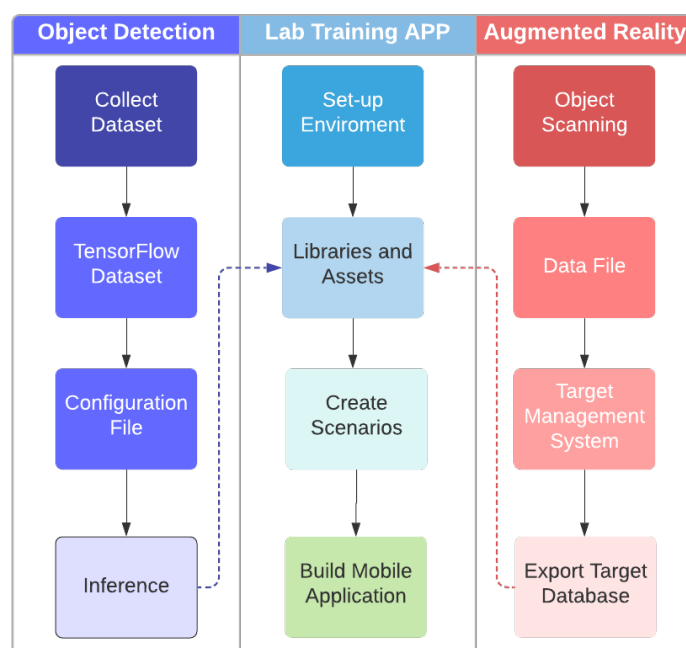 Object Detection
Lab Training APP
Augmented Reality
Collect
Dataset
Set-up
Enviroment
Object
Scanning
TensorFlow
Dataset
Libraries and
Assets
Data File
Configuration
File
Create
Scenarios
Target
Management
System
Inference
Build Mobile
Application
Export Target
Database